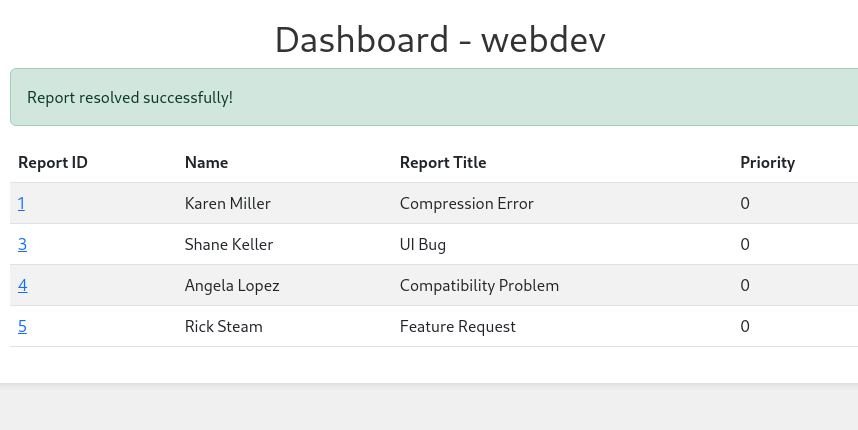 Dashboard - webdev
Report resolved successfully!
Report ID Name Report Title Priority
1 Karen Miller Compression Error 0
3 Shane Keller UI Bug 0
4 Angela Lopez Compatibility Problem 0
5 Rick Steam Feature Request 0